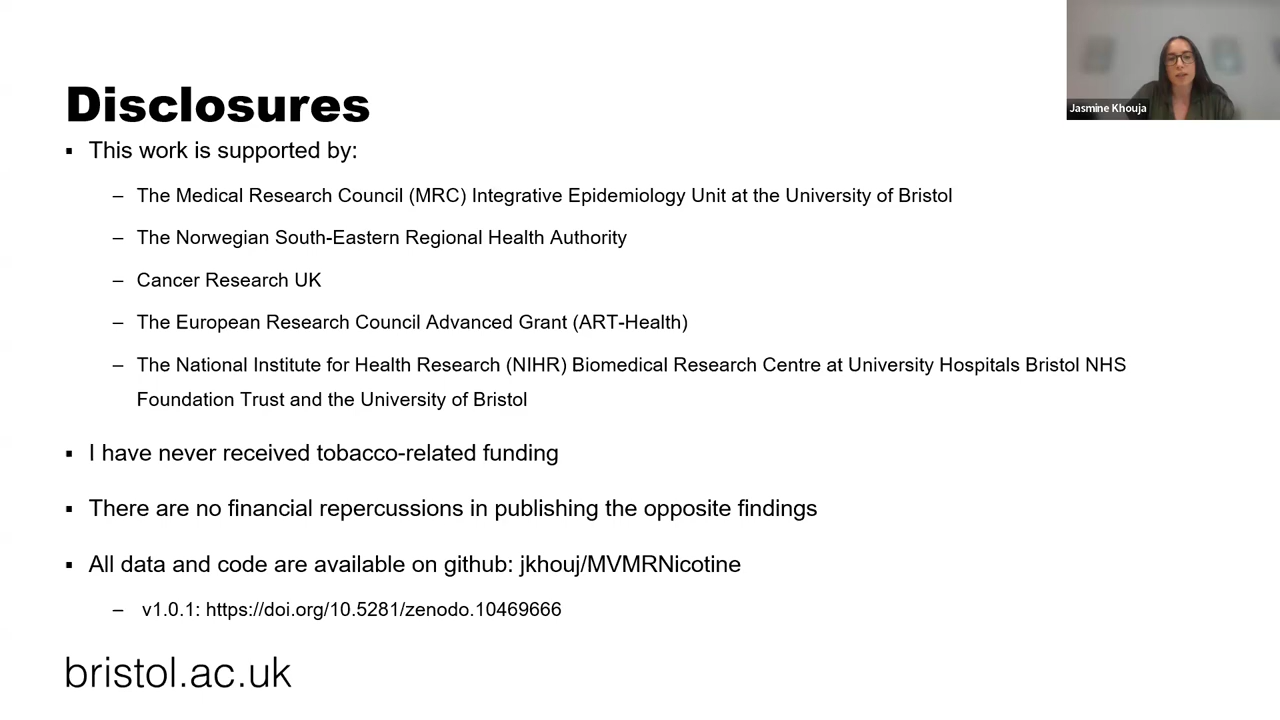 Jasmine Khouja
Disclosures
▪ This work is supported by:
– The Medical Research Council (MRC) Integrative Epidemiology Unit at the University of Bristol
– The Norwegian South-Eastern Regional Health Authority
– Cancer Research UK
– The European Research Council Advanced Grant (ART-Health)
– The National Institute for Health Research (NIHR) Biomedical Research Centre at University Hospitals Bristol NHS
Foundation Trust and the University of Bristol
▪ I have never received tobacco-related funding
▪ There are no financial repercussions in publishing the opposite findings
▪ All data and code are available on github: jkhouj/MVMRNicotine
– v1.0.1: https://doi.org/10.5281/zenodo.10469666
bristol.ac.uk